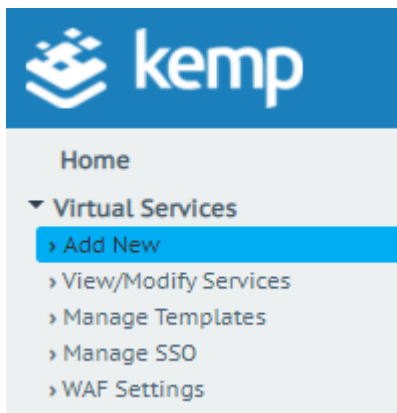 kemp
Home
Virtual Services
› Add New
› View/Modify Services
› Manage Templates
› Manage SSO
› WAF Settings